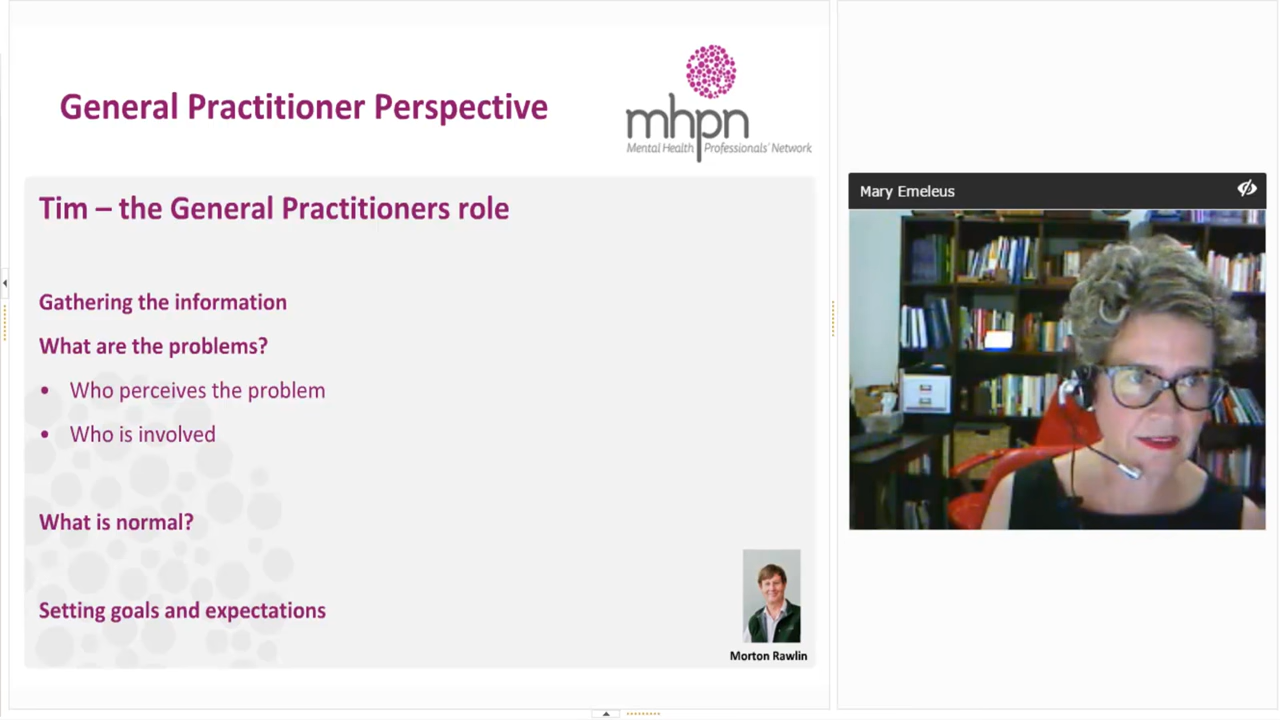 General Practitioner Perspective
mhpn
Mental Health Professionals' Network
Tim – the General Practitioners role
Gathering the information
What are the problems?
• Who perceives the problem
• Who is involved
What is normal?
Setting goals and expectations
Morton Rawlin
Mary Emeleus